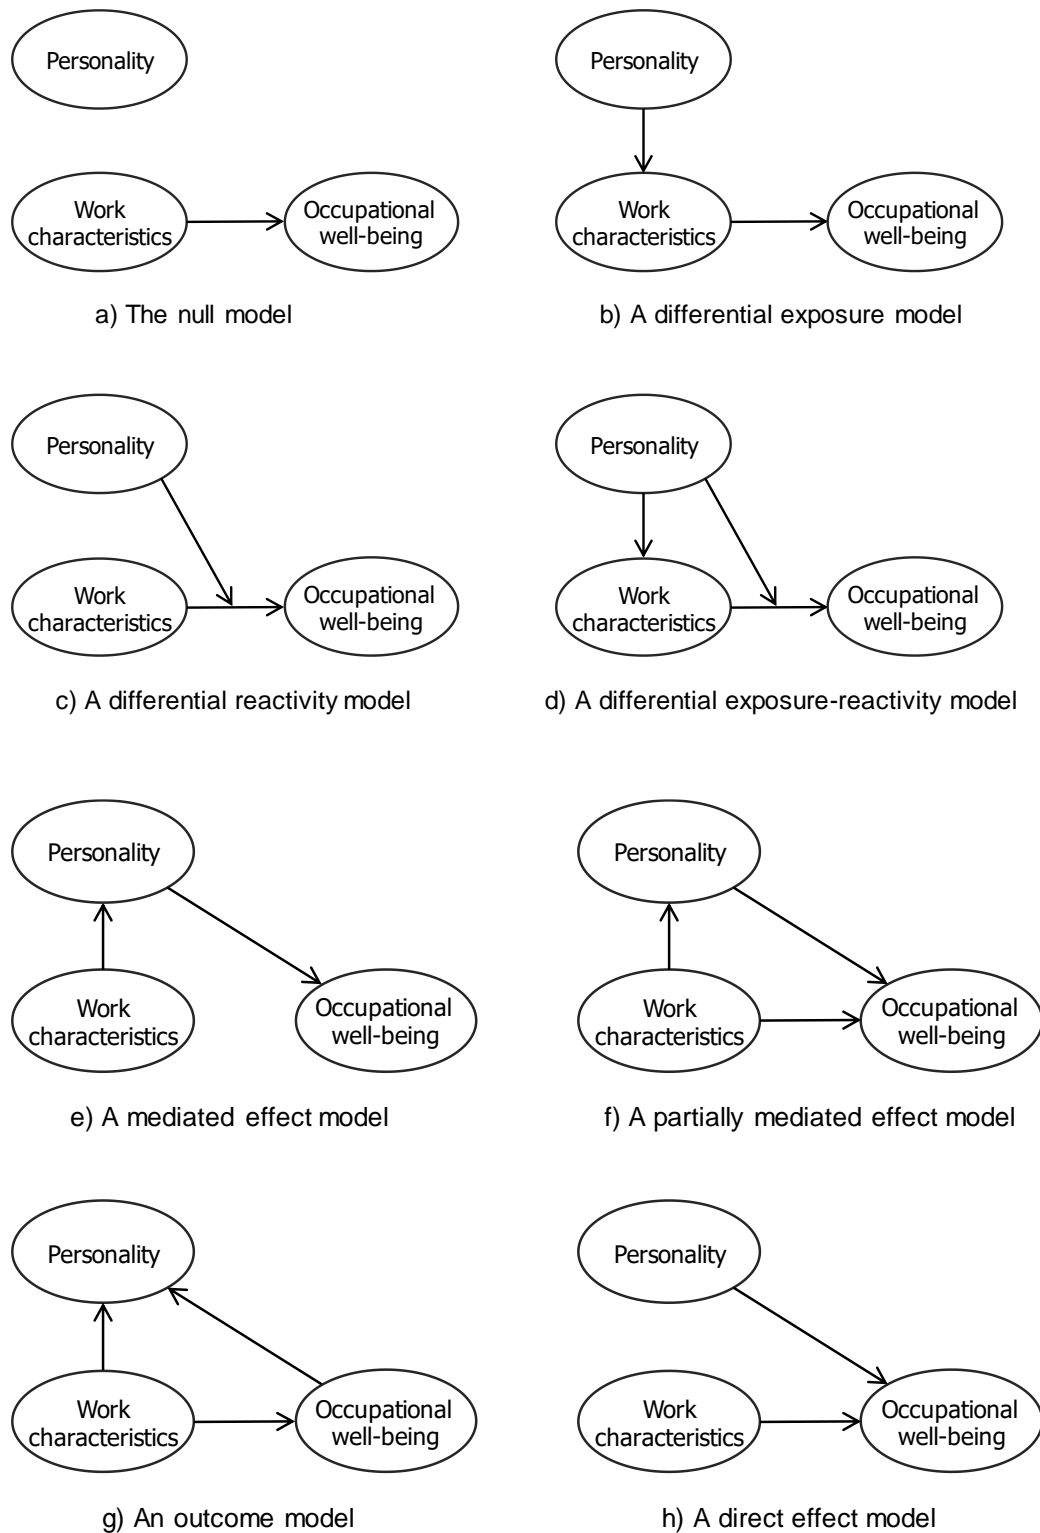 Personality
Work
characteristics
Occupational
well-being
a) The null model
Personality
Work
characteristics
Occupational
well-being
b) A differential exposure model
Personality
Work
characteristics
Occupational
well-being
c) A differential reactivity model
Personality
Work
characteristics
Occupational
well-being
d) A differential exposure-reactivity model
Personality
Work
characteristics
Occupational
well-being
e) A mediated effect model
Personality
Work
characteristics
Occupational
well-being
f) A partially mediated effect model
Personality
Work
characteristics
Occupational
well-being
g) An outcome model
Personality
Work
characteristics
Occupational
well-being
h) A direct effect model